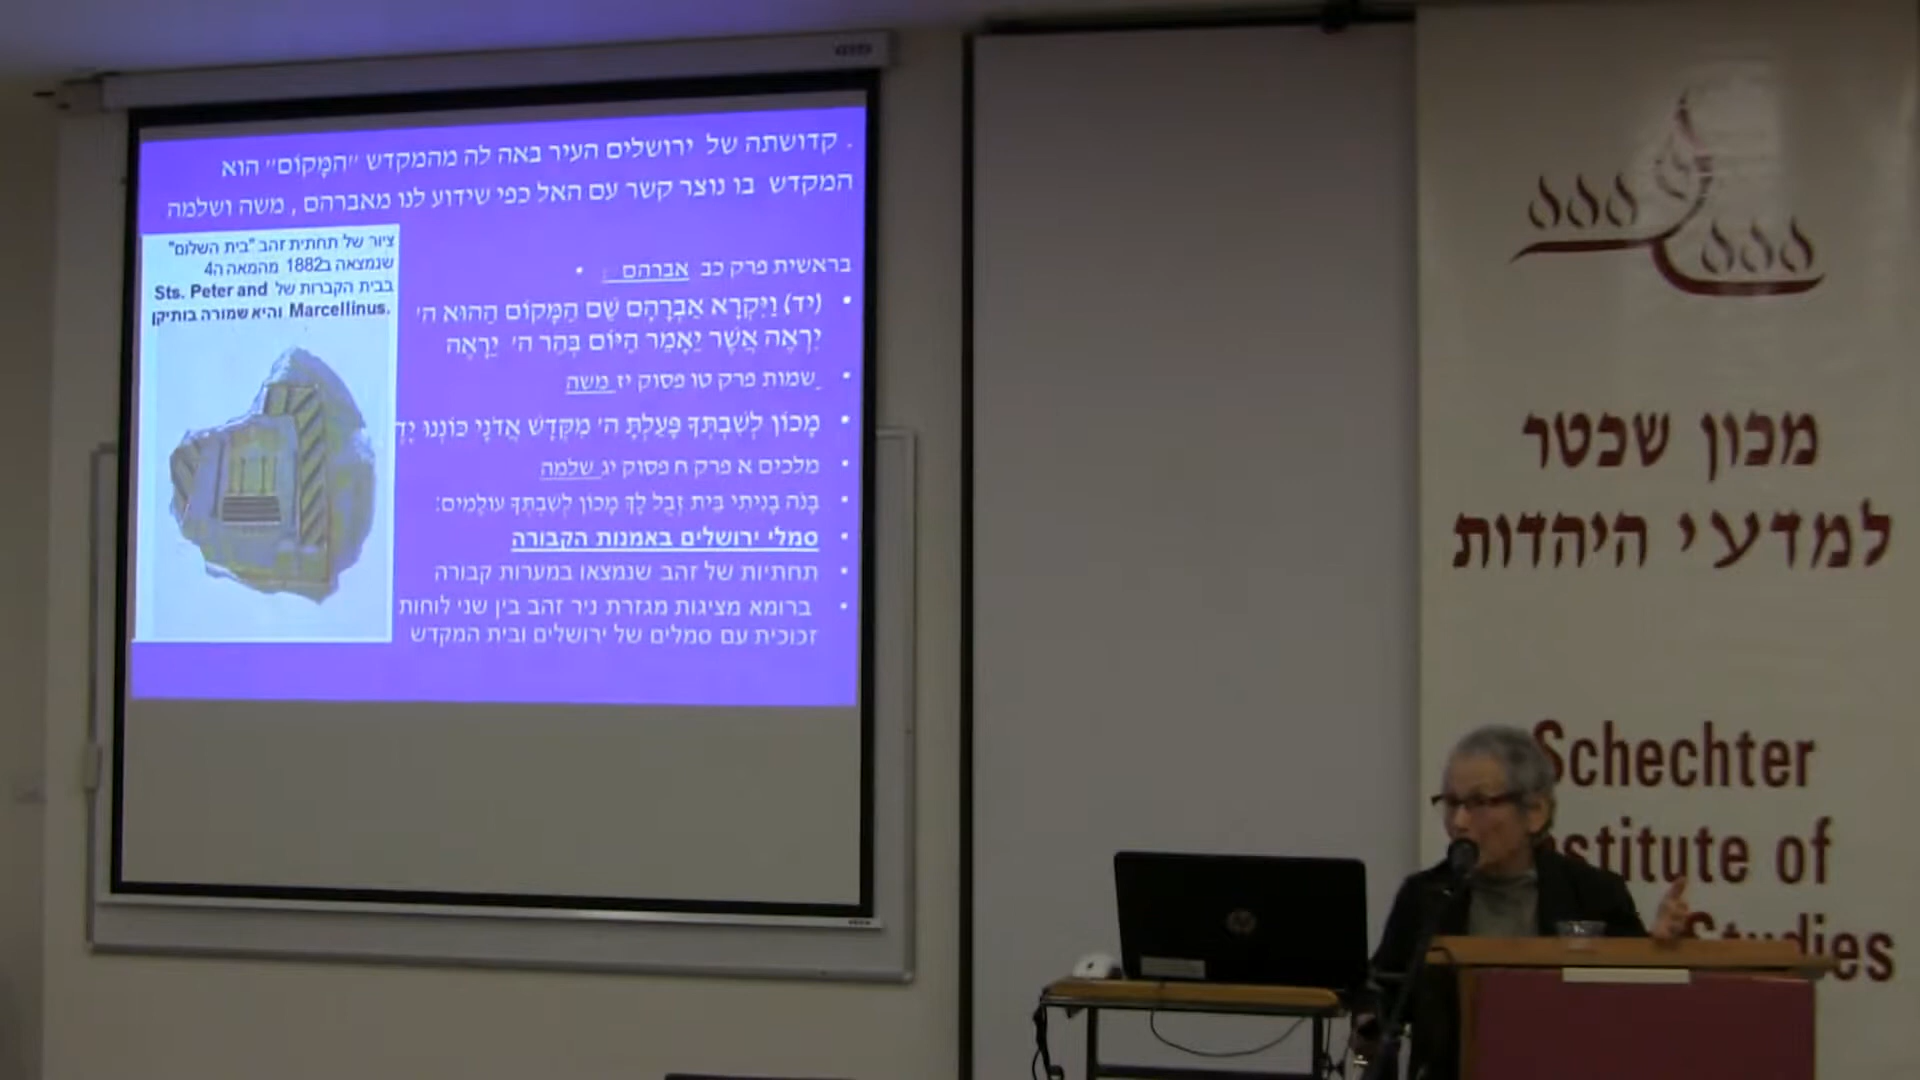 . קדושתה של ירושלים העיר באה לה מהמקדש "המָּקוֹם" הוא
המקדש בו נוצר קשר עם האל כפי שידוע לנו מאברהם , משה ושלמה
ציור של תחתית זהב "בית השלום"
שנמצאה ב1882 מהמאה ה4
בבית הקברות של Sts. Peter and
Marcellinus. והיא שמורה בותיקן
בראשית פרק כב אברהם :
• (יד) וַיִּקְרָא אַבְרָהָם שֵׁם הַמָּקוֹם הַהוּא ה'
יִרְאֶה אֲשֶׁר יֵאָמֵר הַיּוֹם בְּהַר ה' יֵרָאֶה
• שמות פרק טו פסוק יז משה
• מָכוֹן לְשִׁבְתְּךָ פָּעַלְתָּ ה' מִקְּדָשׁ אֲדֹנָי כּוֹנְנוּ
• מלכים א פרק ח פסוק יג שלמה
• בָּנֹה בָנִיתִי בֵּית זְבֻל לָךְ מָכוֹן לְשִׁבְתְּךָ עוֹלָמִים:
• סמלי ירושלים באמנות הקבורה
• תחתיות של זהב שנמצאו במערות קבורה
• ברומא מציגות מגזרת ניר זהב בין שני לוחות
זכוכית עם סמלים של ירושלים ובית המקדש
מכון שכטר
למדעי היהדות
Schechter
Institute of
Studies